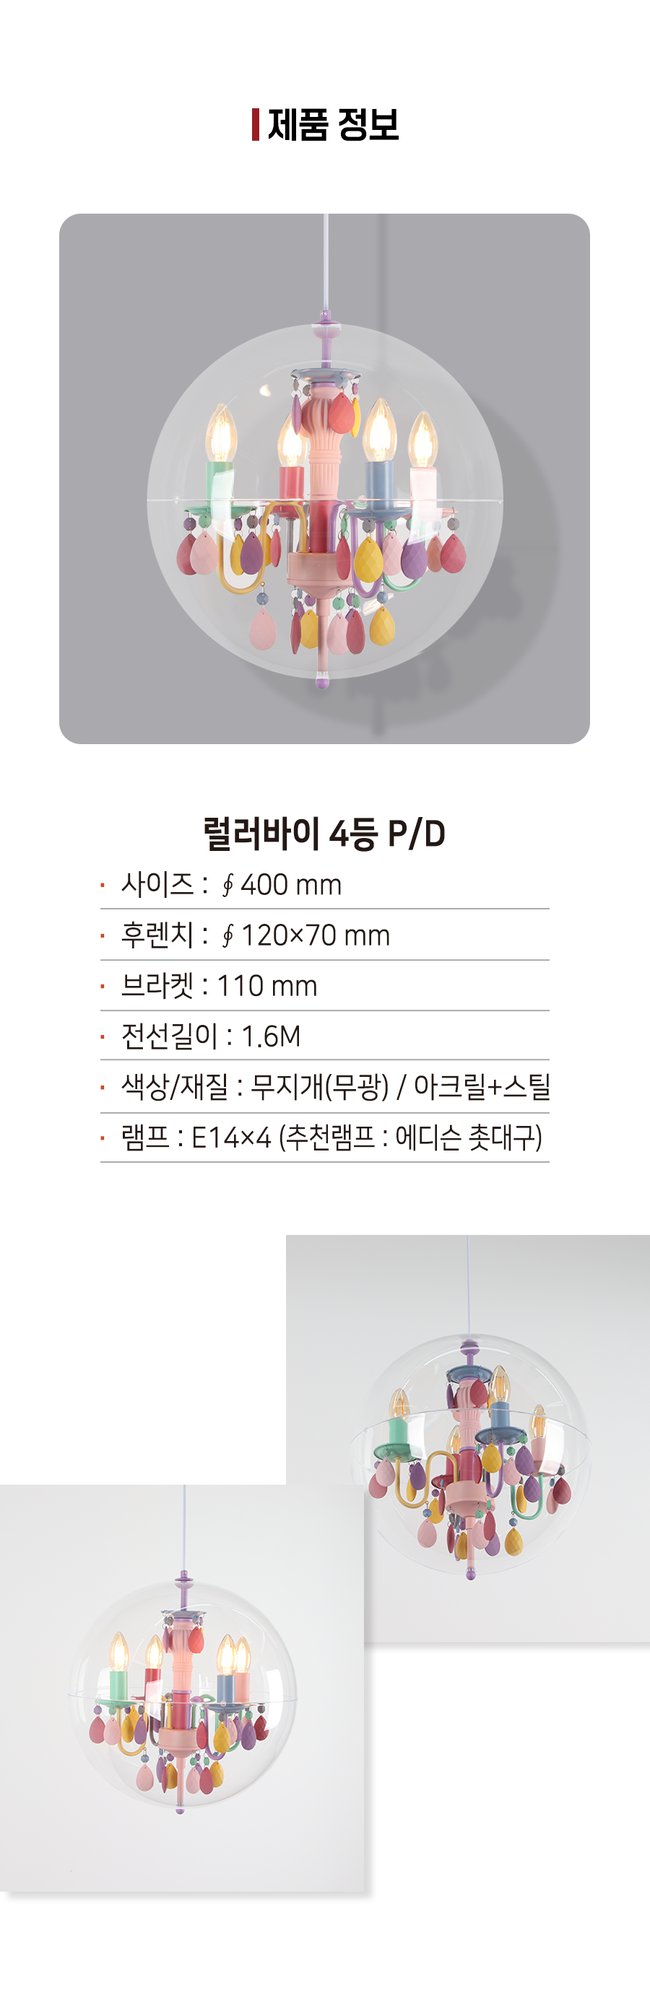 제품 정보
럴러바이 4등 P/D
· 사이즈 : ∮ 400 mm
· 후렌치 : ∮ 120×70 mm
· 브라켓 : 110 mm
· 전선길이 : 1.6M
· 색상/재질 : 무지개(무광) / 아크릴+스틸
· 램프 : E14×4 (추천램프 : 에디슨 촛대구)